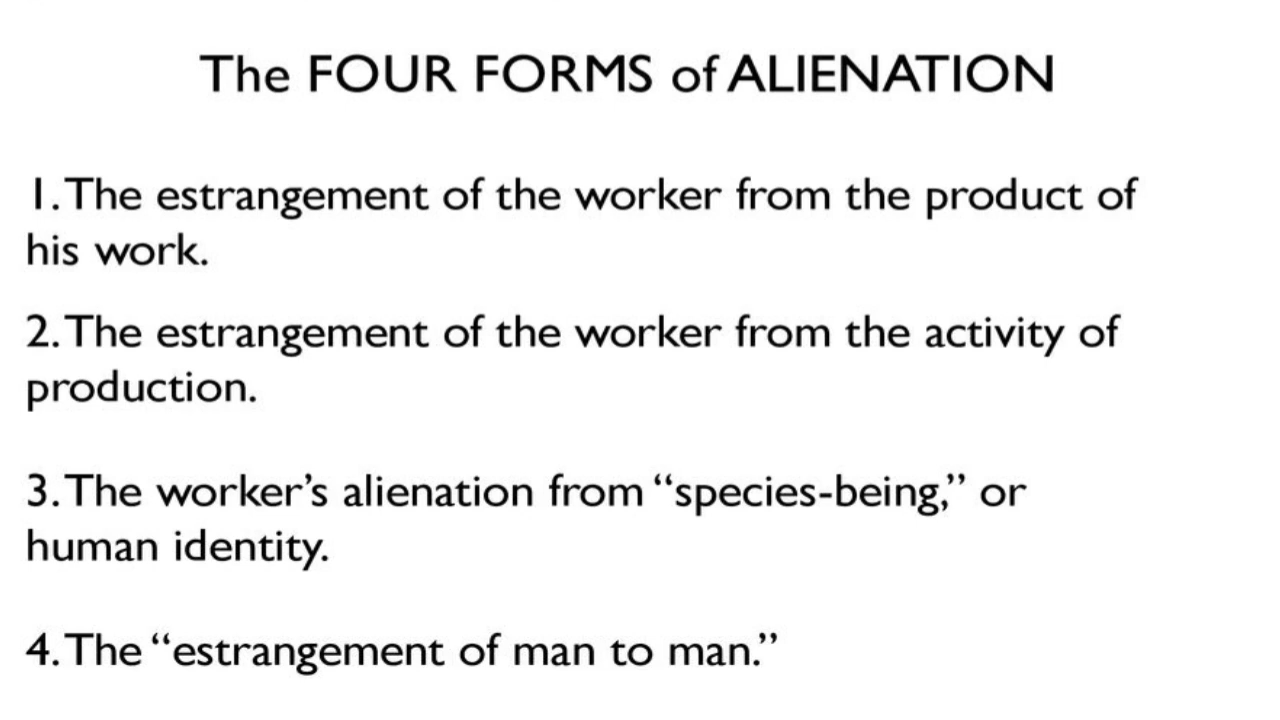 The FOUR FORMS of ALIENATION
1. The estrangement of the worker from the product of
his work.
2. The estrangement of the worker from the activity of
production.
3. The worker’s alienation from “species-being,” or
human identity.
4. The “estrangement of man to man.”